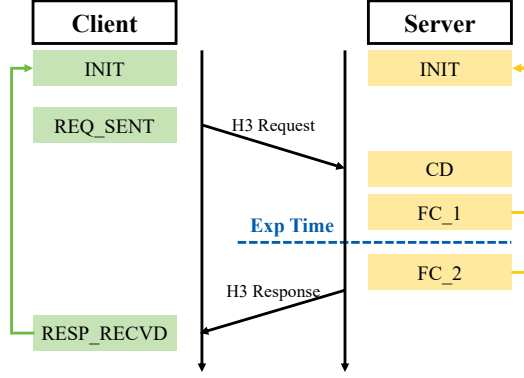 Client
Server
INIT
INIT
REQ_SENT
H3 Request
CD
FC_1
Exp Time
FC_2
H3 Response
RESP_RECVD